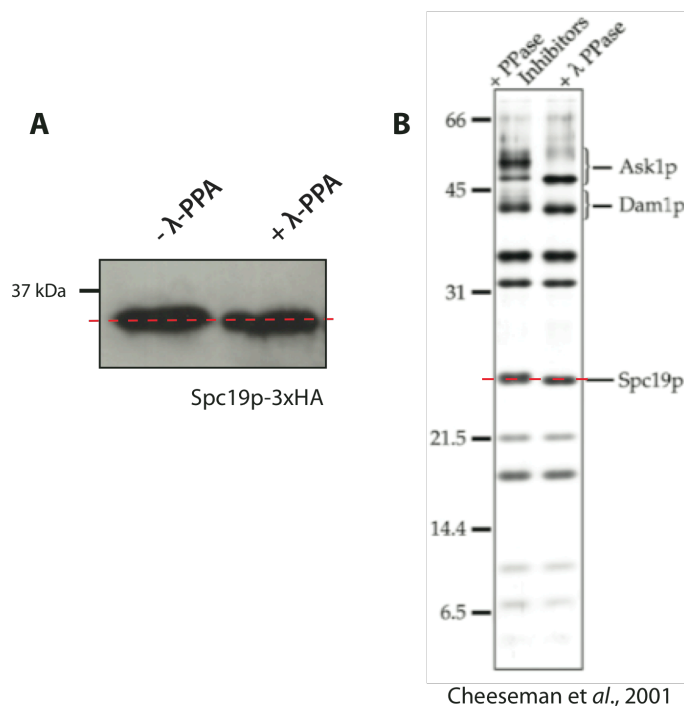 A
- λ-PPA
+ λ-PPA
37 kDa
Spc19p-3xHA
B
+ PPase
Inhibitors
+ λ PPase
66
45
31
21.5
14.4
6.5
Ask1p
Dam1p
Spc19p
Cheeseman et al., 2001